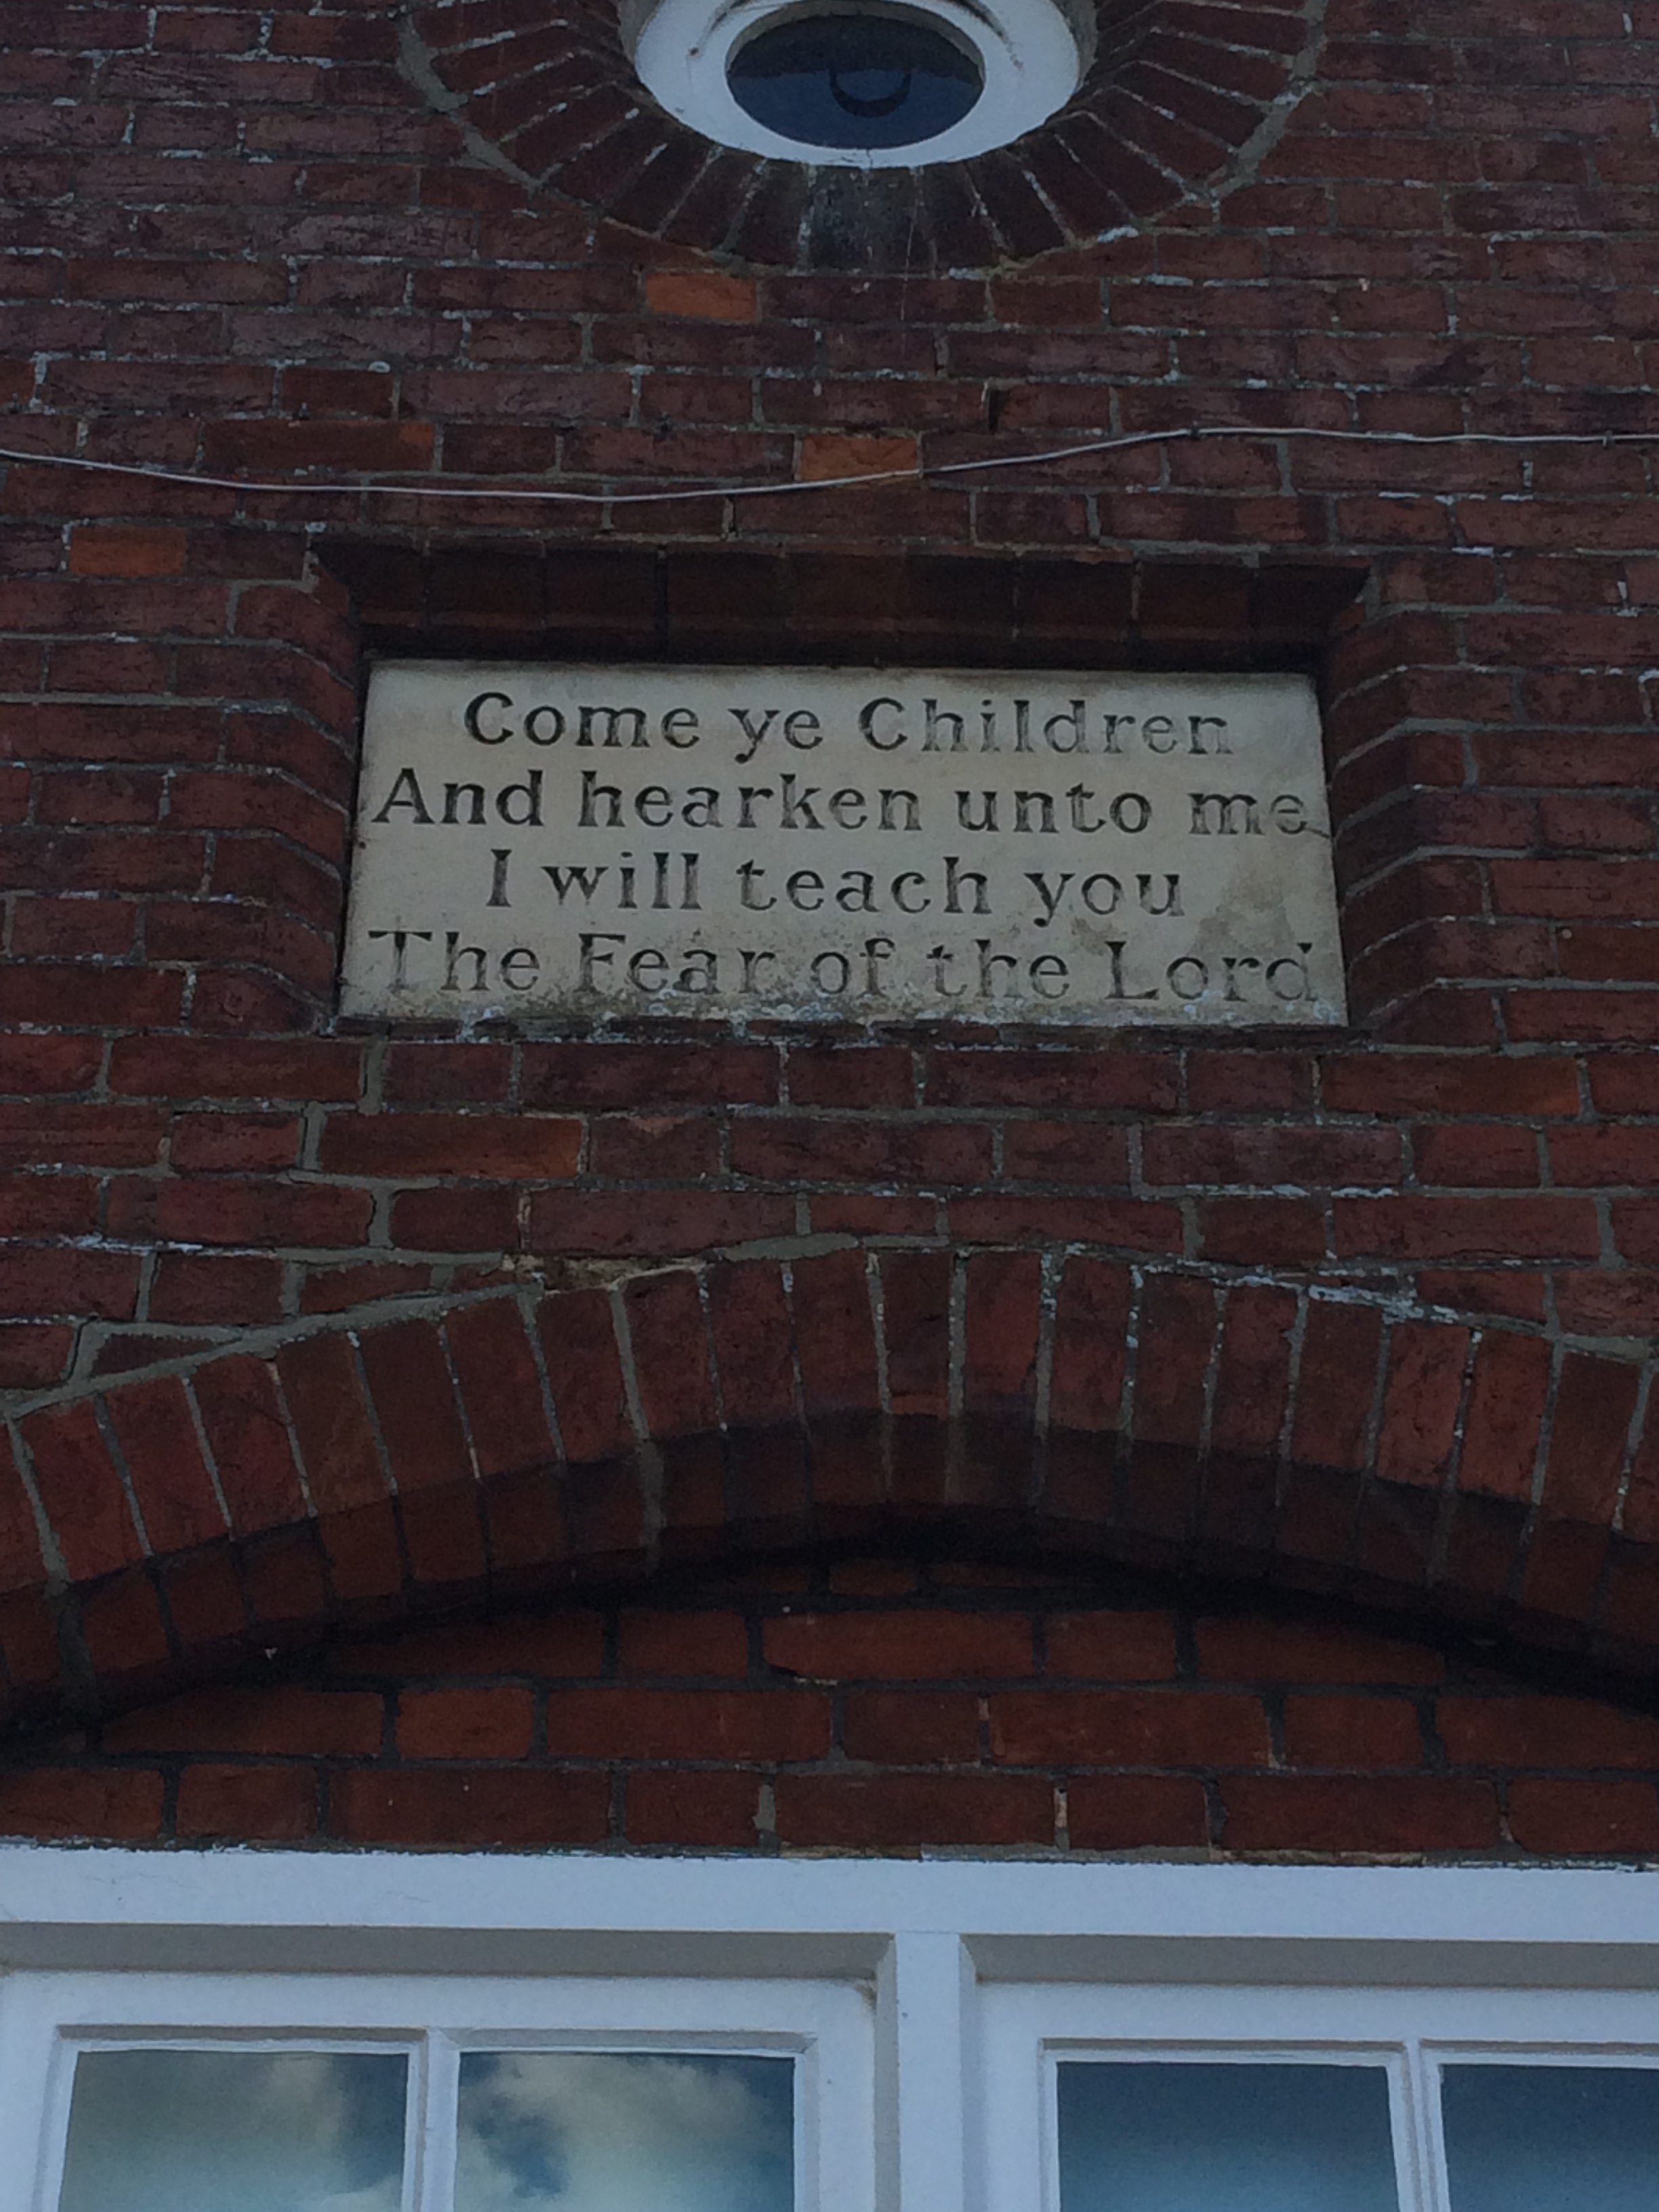 Come ye Children
And hearken unto me
I will teach you
The Fear of the Lord